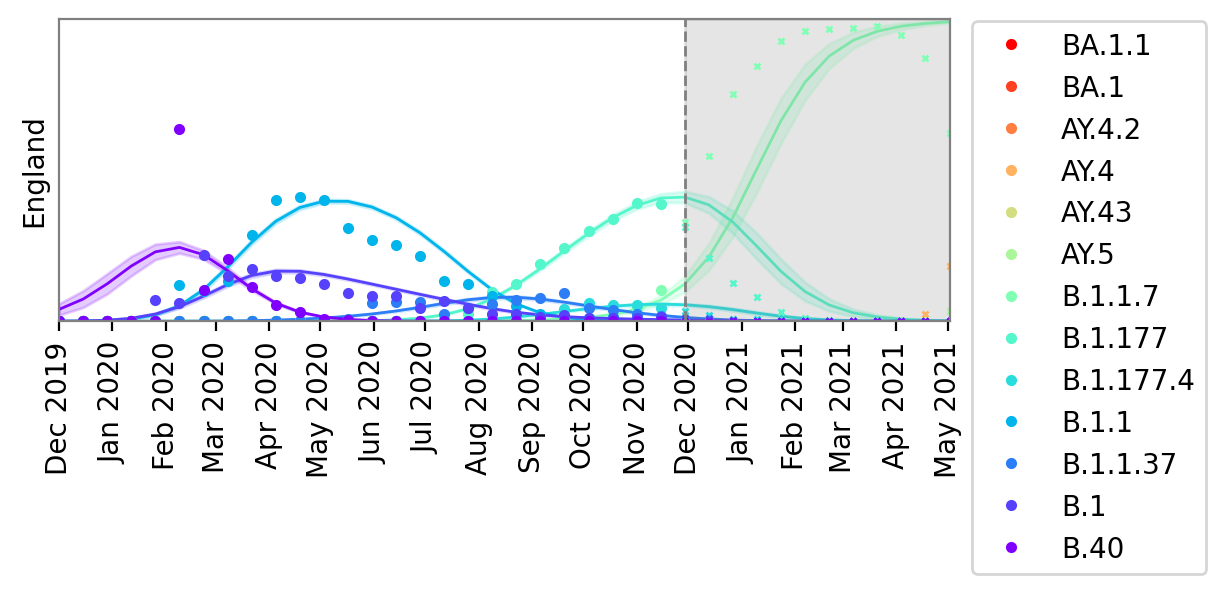 England
Dec 2019
Jan 2020
Feb 2020
Mar 2020
Apr 2020
May 2020
Jun 2020
Jul 2020
Aug 2020
Sep 2020
Oct 2020
Nov 2020
Dec 2020
Jan 2021
Feb 2021
Mar 2021
Apr 2021
May 2021
BA.1.1
BA.1
AY.4.2
AY.4
AY.43
AY.5
B.1.1.7
B.1.177
B.1.177.4
B.1.1
B.1.1.37
B.1
B.40